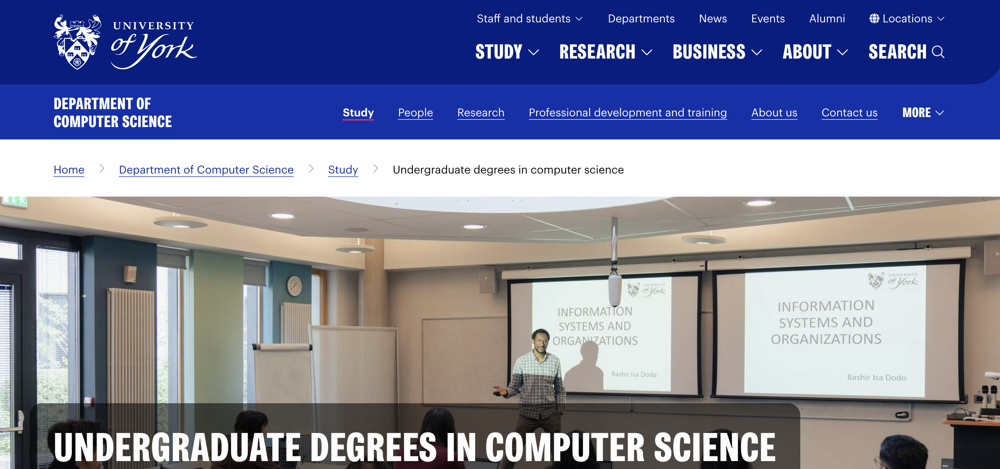 UNIVERSITY
of York
Staff and students
Departments
News
Events
Alumni
Locations
STUDY
RESEARCH
BUSINESS
ABOUT
SEARCH
DEPARTMENT OF
COMPUTER SCIENCE
Study
People
Research
Professional development and training
About us
Contact us
MORE
Home
Department of Computer Science
Study
Undergraduate degrees in computer science
UNIVERSITY
of York
INFORMATION
SYSTEMS AND
ORGANIZATIONS
Bashir Isa Dodo
UNIVERSITY
of York
INFORMATION
SYSTEMS AND
ORGANIZATIONS
Bashir Isa Dodo
UNDERGRADUATE DEGREES IN COMPUTER SCIENCE